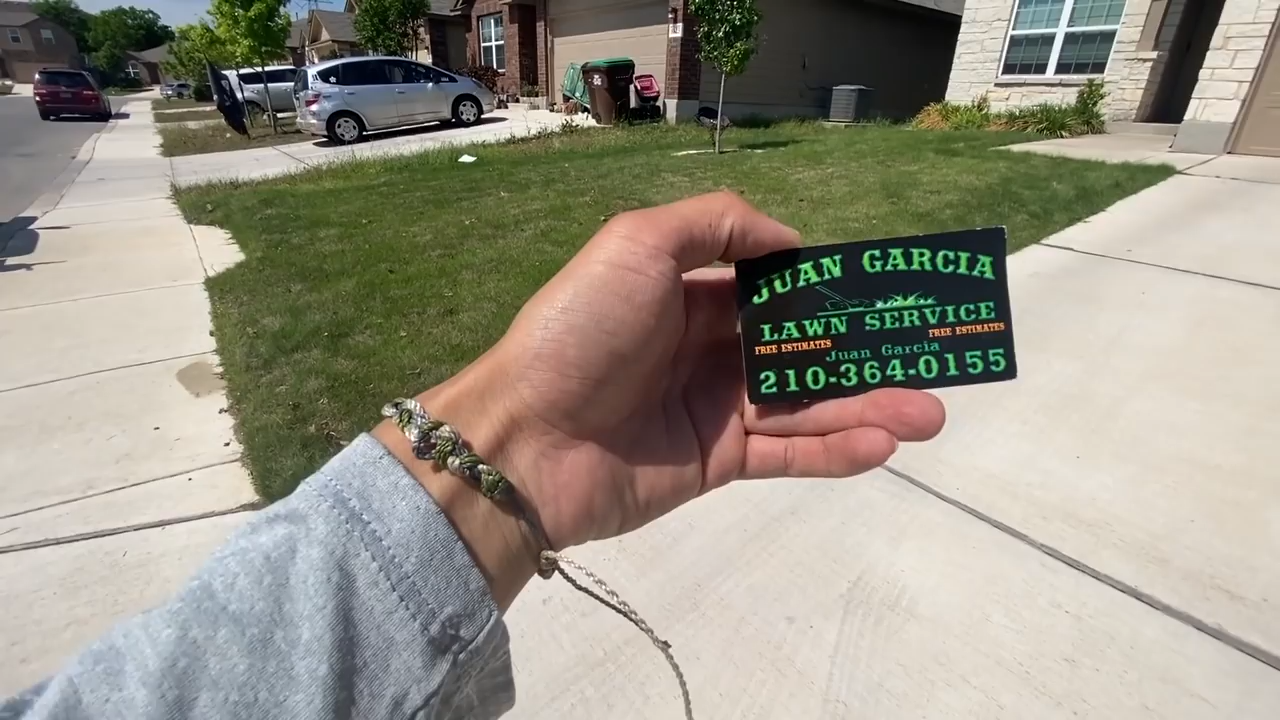 JUAN GARCIA
LAWN SERVICE
FREE ESTIMATES FREE ESTIMATES
Juan Garcia
210-364-0155